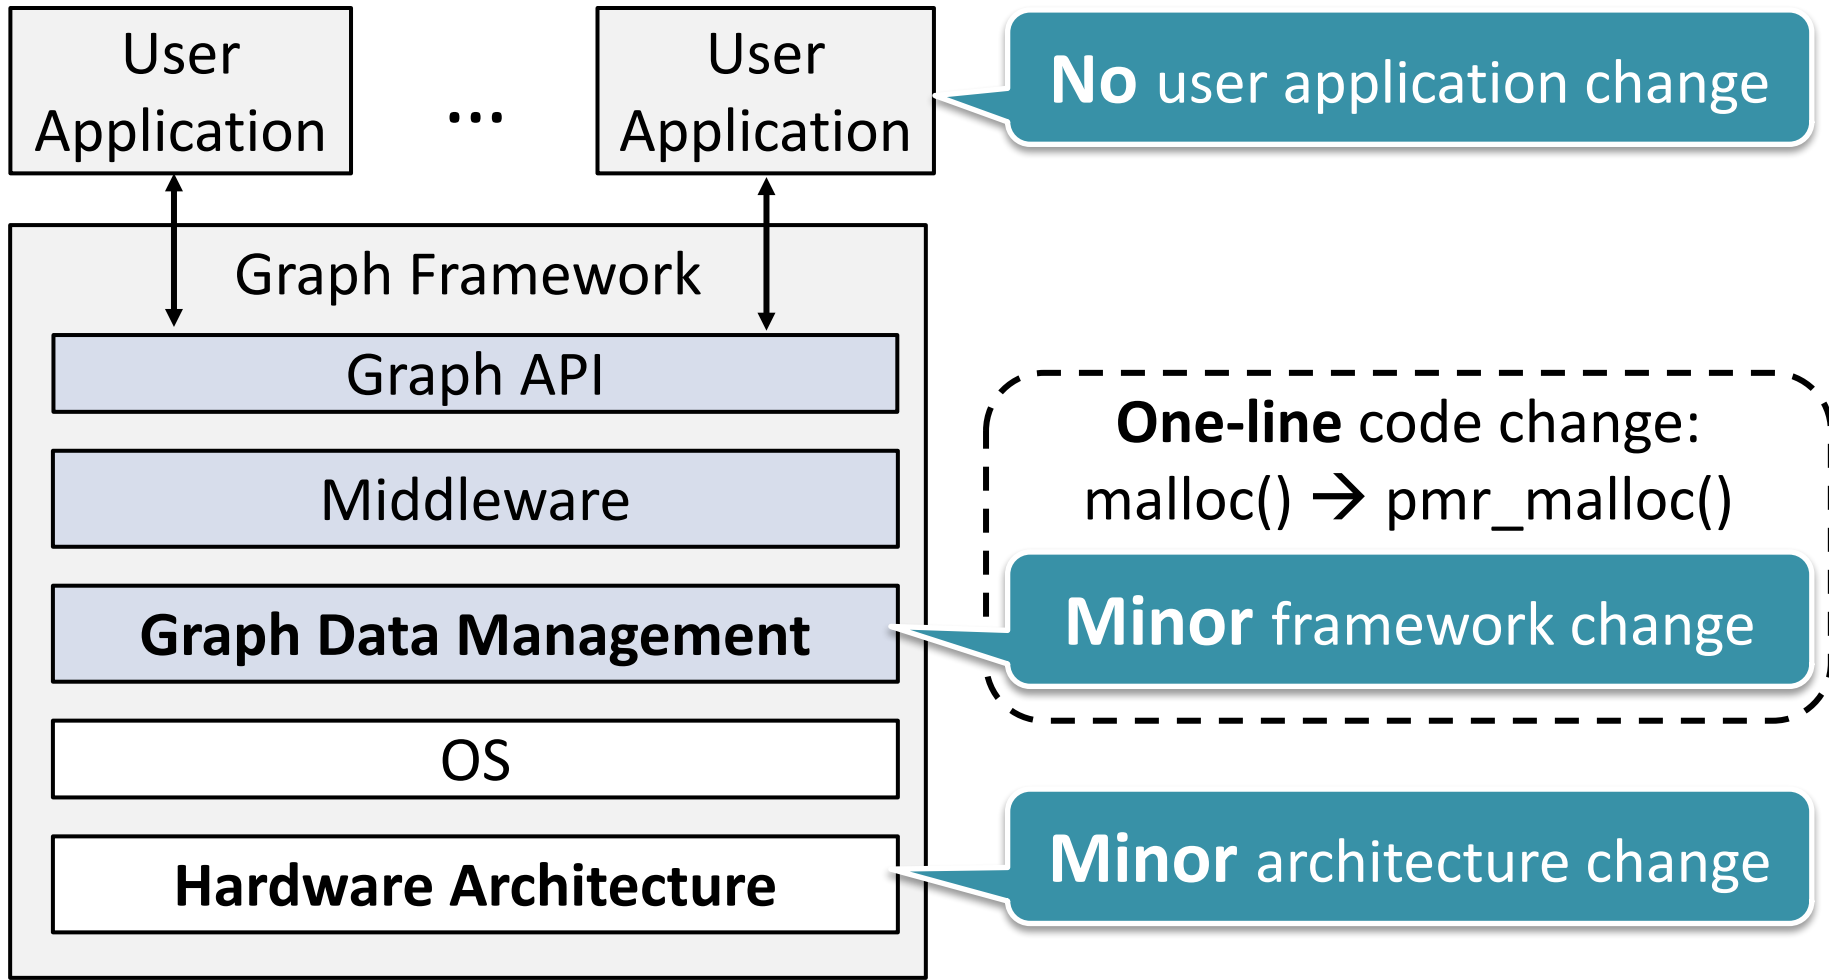 User
Application
...
User
Application
No user application change
Graph Framework
Graph API
Middleware
Graph Data Management
OS
Hardware Architecture
One-line code change:
malloc() → pmr_malloc()
Minor framework change
Minor architecture change